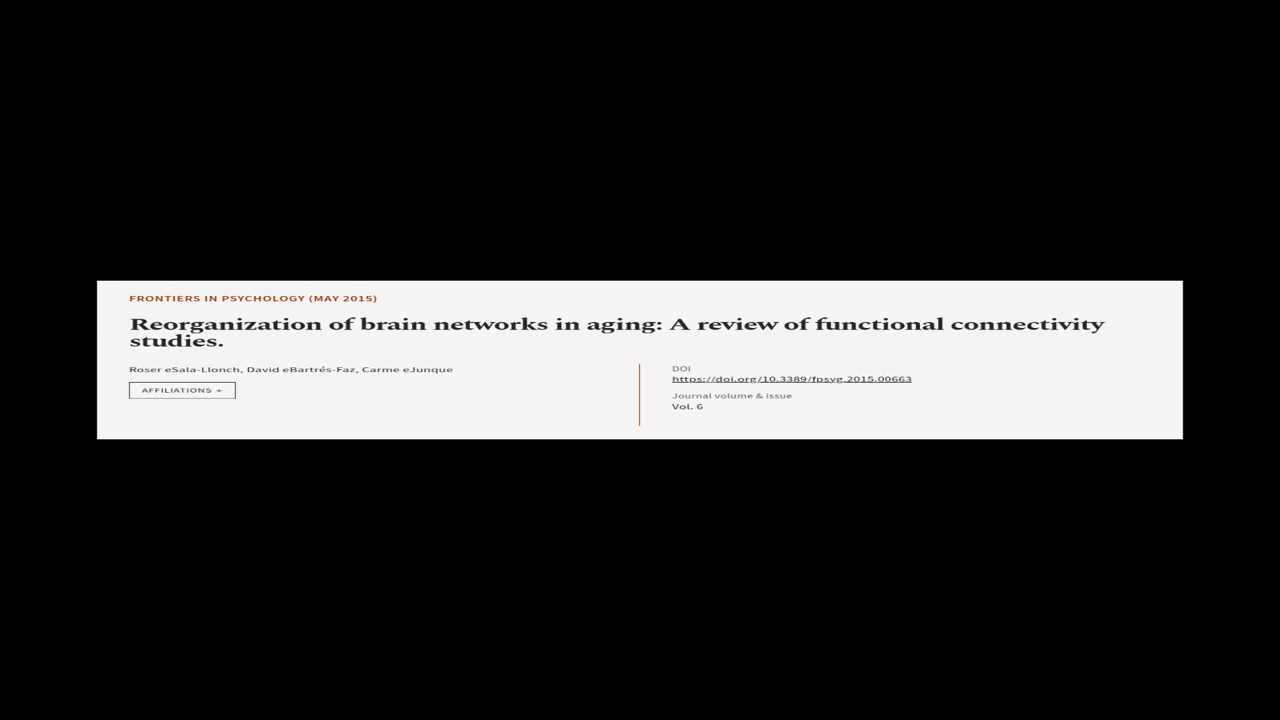 FRONTIERS IN PSYCHOLOGY (MAY 2015)
Reorganization of brain networks in aging: A review of functional connectivity
studies.
Roser eSala-Llonch, David eBartrés-Faz, Carme eJunque
AFFILIATIONS +
DOI
https://doi.org/10.3389/fpsyg.2015.00663
Journal volume & issue
Vol. 6